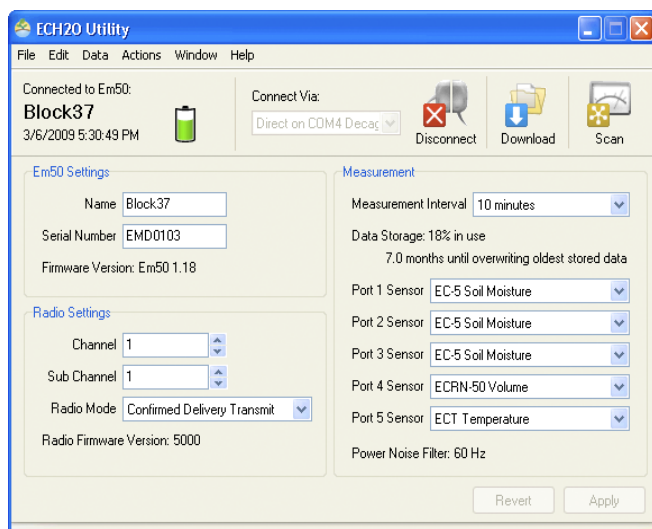 ECH2O Utility
File Edit Data Actions Window Help
Connected to Em50:
Block37
3/6/2009 5:30:49 PM
Connect Via:
Direct on COM4 Decag
Disconnect
Download
Scan
Em50 Settings
Name Block37
Serial Number EMD0103
Firmware Version: Em50 1.18
Radio Settings
Channel 1
Sub Channel 1
Radio Mode Confirmed Delivery Transmit
Radio Firmware Version: 5000
Measurement
Measurement Interval 10 minutes
Data Storage: 18% in use
7.0 months until overwriting oldest stored data
Port 1 Sensor EC-5 Soil Moisture
Port 2 Sensor EC-5 Soil Moisture
Port 3 Sensor EC-5 Soil Moisture
Port 4 Sensor ECRN-50 Volume
Port 5 Sensor ECT Temperature
Power Noise Filter: 60 Hz
Revert
Apply